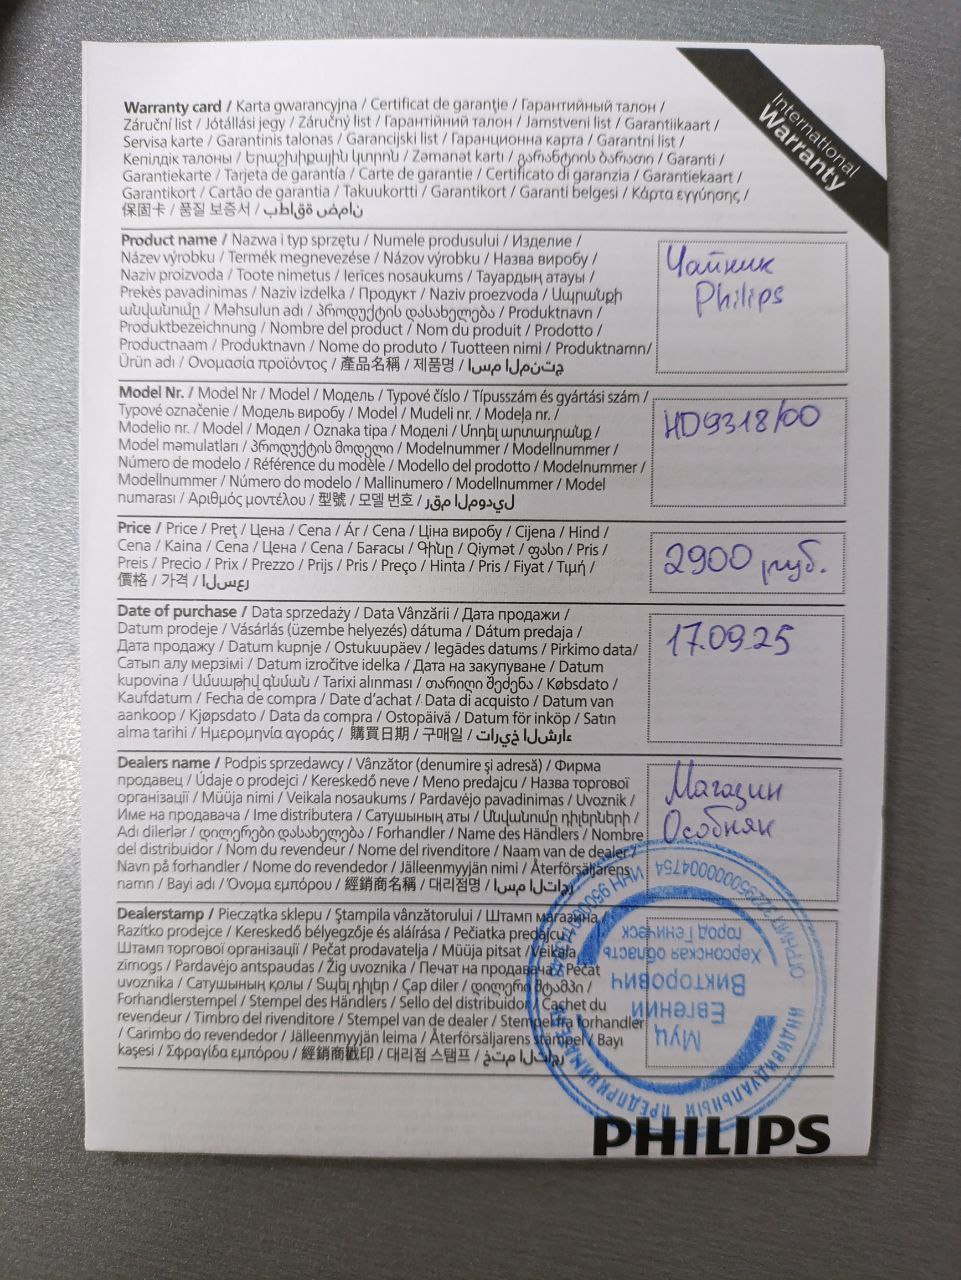 International
Warranty
Warranty card / Karta gwarancyjna / Certificat de garanţie / Гарантийный талон /
Záruční list / Jótállási jegy / Záručný list / Гарантійний талон / Jamstveni list / Garantiikaart /
Servisa karte / Garantinis talonas / Garancijski list / Гаранционна карта / Garantni list /
Кепілдік талоны / Երաշխիքային կտրոն / Zəmanət kartı / გარანტიის ბარათი / Garanti /
Garantiekarte / Tarjeta de garantía / Carte de garantie / Certificato di garanzia / Garantiekaart /
Garantikort / Cartão de garantia / Takuukortti / Garantikort / Garanti belgesi / Κάρτα εγγύησης /
保固卡 / 품질 보증서 / بطاقة ضمان
Product name / Nazwa i typ sprzętu / Numele produsului / Изделие /
Název výrobku / Termék megnevezése / Názov výrobku / Назва виробу /
Naziv proizvoda / Toote nimetus / Ierīces nosaukums / Тауардың атауы /
Prekės pavadinimas / Naziv izdelka / Продукт / Naziv proezvoda / Ապրանքի
անվանումը / Məhsulun adı / პროდუქტის დასახელება / Produktnavn /
Produktbezeichnung / Nombre del product / Nom du produit / Prodotto /
Productnaam / Produktnavn / Nome do produto / Tuotteen nimi / Produktnamn/
Ürün adı / Ονομασία προϊόντος / 產品名稱 / 제품명 / اسم المنتج
Чайник
Philips
Model Nr. / Model Nr / Model / Модель / Typové číslo / Típusszám és gyártási szám /
Typové označenie / Модель виробу / Model / Mudeli nr. / Modeļa nr. /
Modelio nr. / Model / Модел / Oznaka tipa / Моделі / Մոդել արտադրանք /
Model məmulatları / პროდუქტის მოდელი / Modelnummer / Modellnummer /
Número de modelo / Référence du modèle / Modello del prodotto / Modelnummer /
Modellnummer / Número do modelo / Mallinumero / Modellnummer / Model
numarası / Αριθμός μοντέλου / 型號 / 모델 번호 / رقم الموديل
HD9318/00
Price / Price / Preţ / Цена / Cena / Ár / Cena / Ціна виробу / Cijena / Hind /
Cena / Kaina / Cena / Цена / Cena / Бағасы / Գինը / Qiymət / ფასი / Pris /
Preis / Precio / Prix / Prezzo / Prijs / Pris / Preço / Hinta / Pris / Fiyat / Τιμή /
價格 / 가격 / السعر
2900 руб.
Date of purchase / Data sprzedaży / Data Vânzării / Дата продажи /
Datum prodeje / Vásárlás (üzembe helyezés) dátuma / Dátum predaja /
Дата продажу / Datum kupnje / Ostukuupäev / Iegādes datums / Pirkimo data/
Сатып алу мерзімі / Datum izročitve idelka / Дата на закупуване / Datum
kupovina / Ամսաթիվ գնման / Tarixi alınması / თარიღი შეძენა / Købsdato /
Kaufdatum / Fecha de compra / Date d'achat / Data di acquisto / Datum van
aankoop / Kjøpsdato / Data da compra / Ostopäivä / Datum för inköp / Satın
alma tarihi / Ημερομηνία αγοράς / 購買日期 / 구매일 / تاريخ الشراء
17.09.25
Dealers name / Podpis sprzedawcy / Vânzător (denumire şi adresă) / Фирма
продавец / Údaje o prodejci / Kereskedő neve / Meno predajcu / Назва торгової
організації / Müüja nimi / Veikala nosaukums / Pardavėjo pavadinimas / Uvoznik /
Име на продавача / Ime distributera / Сатушының аты / Անվանումը դիլերների /
Adı dilerlər / დილერები დასახელება / Forhandler / Name des Händlers / Nombre
del distribuidor / Nom du revendeur / Nome del rivenditore / Naam van de dealer /
Navn på forhandler / Nome do revendedor / Jälleenmyyjän nimi / Återförsäljarens
namn / Bayi adı / Όνομα εμπόρου / 經銷商名稱 / 대리점명 / اسم التاجر
Магазин
Особняк
Dealerstamp / Pieczątka sklepu / Ştampila vânzătorului / Штамп магазина /
Razítko prodejce / Kereskedő bélyegzője és aláírása / Pečiatka predajcu /
Штамп торгової організації / Pečat prodavatelja / Müüja pitsat / Veikala
zīmogs / Pardavėjo antspaudas / Žig uvoznika / Печат на продавача / Pečat
uvoznika / Сатушының қолы / Տալել դիլեր / Çap diler / დილერი შტამპი /
Forhandlerstempel / Stempel des Händlers / Sello del distribuidor / Cachet du
revendeur / Timbro del rivenditore / Stempel van de dealer / Stempel fra forhandler
/ Carimbo do revendedor / Jälleenmyyjän leima / Återförsäljarens stämpel / Bayi
kaşesi / Σφραγίδα εμπόρου / 經銷商戳印 / 대리점 스탬프 / ختم التاجر
ИНДИВИДУАЛЬНЫЙ ПРЕДПРИНИМАТЕЛЬ
Муц
Евгений
Викторович
Херсонская область
город Геническ
PHILIPS